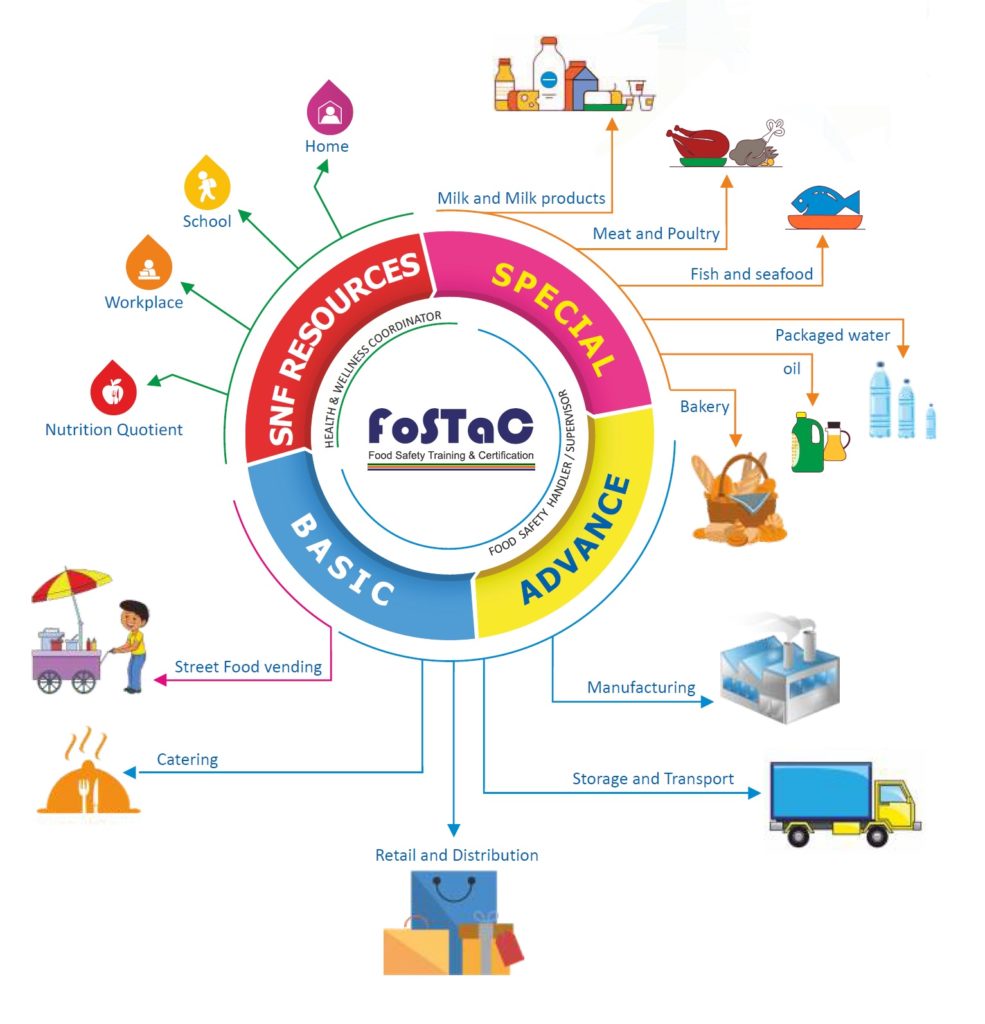 Home
School
Workplace
Nutrition Quotient
Milk and Milk products
Meat and Poultry
Fish and seafood
Packaged water
oil
Bakery
SNF RESOURCES
SPECIAL
ADVANCE
BASIC
HEALTH & WELLNESS COORDINATOR
FOOD SAFETY HANDLER / SUPERVISOR
FoSTaC
Food Safety Training & Certification
Street Food vending
Catering
Retail and Distribution
Manufacturing
Storage and Transport